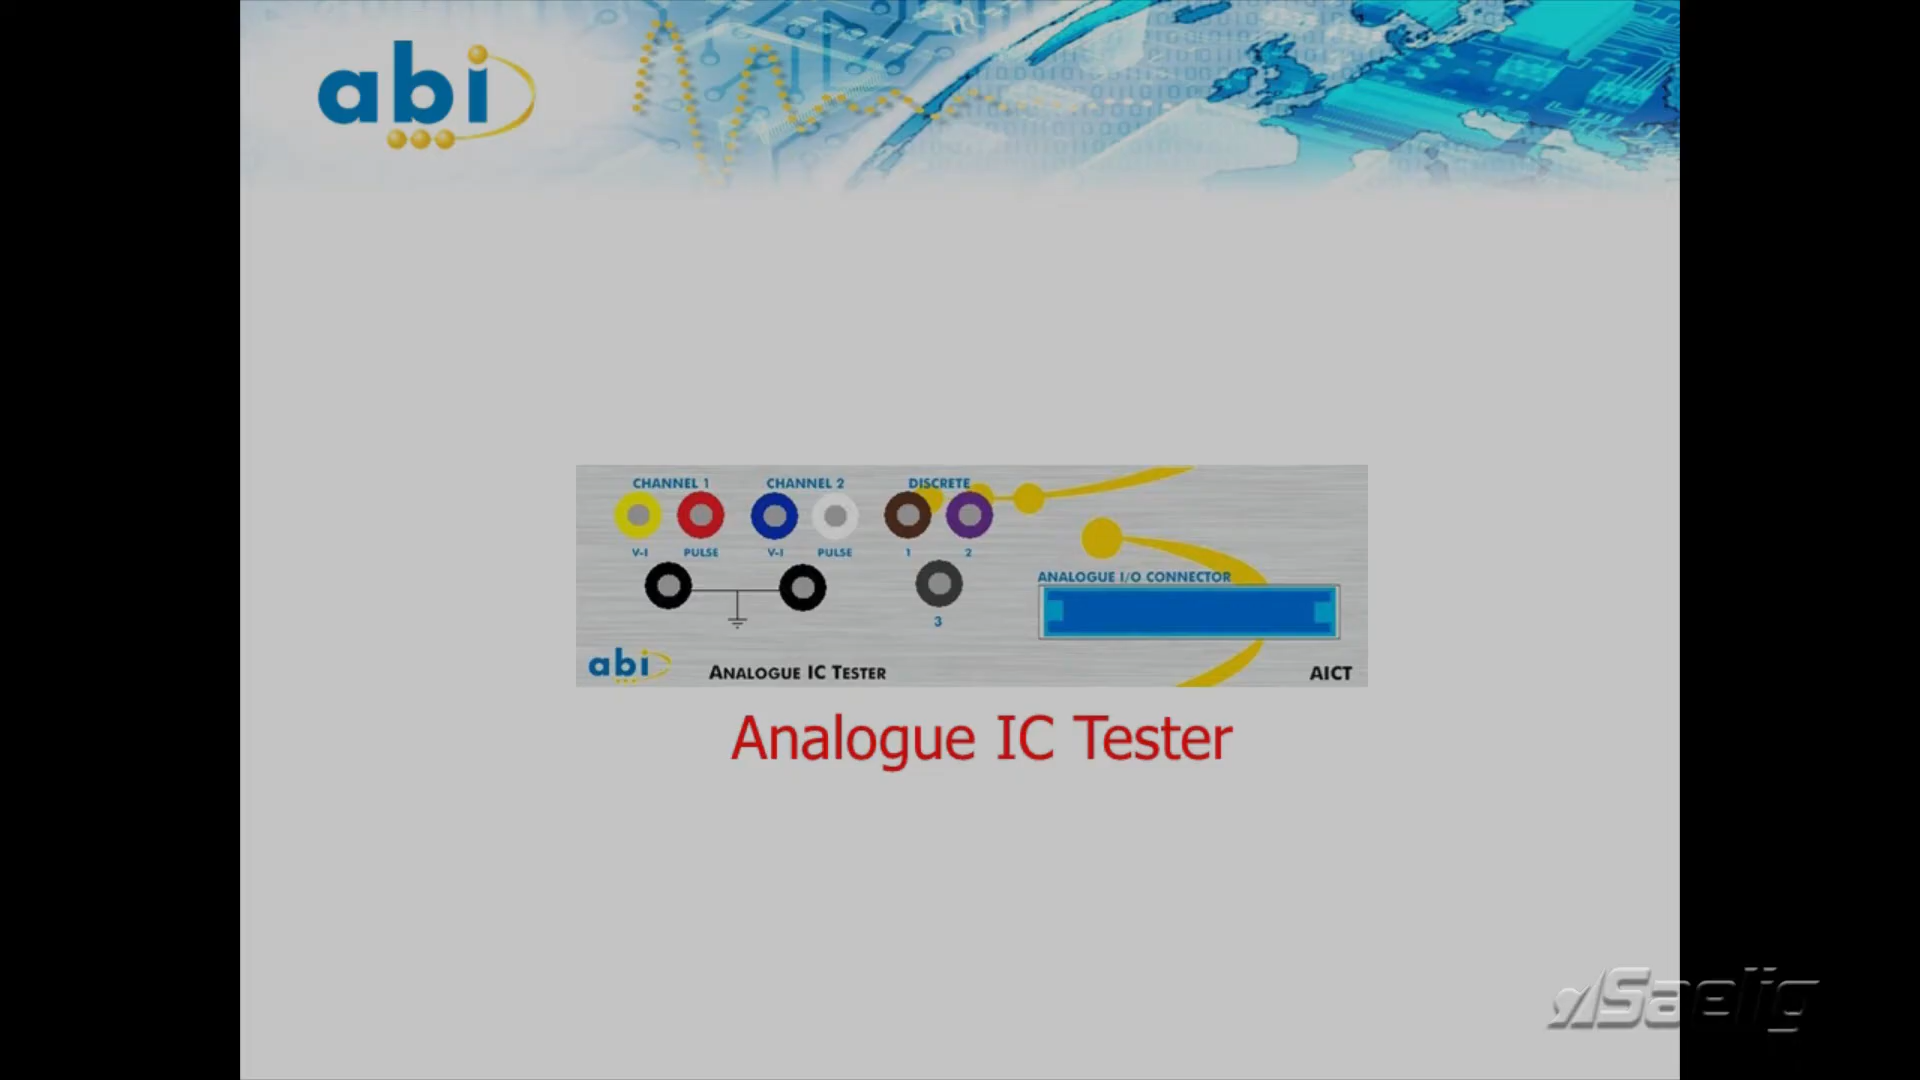 abi
CHANNEL 1
CHANNEL 2
DISCRETE
V-I
PULSE
V-I
PULSE
1
2
ANALOGUE I/O CONNECTOR
3
abi
ANALOGUE IC TESTER
AICT
Analogue IC Tester
Saelig